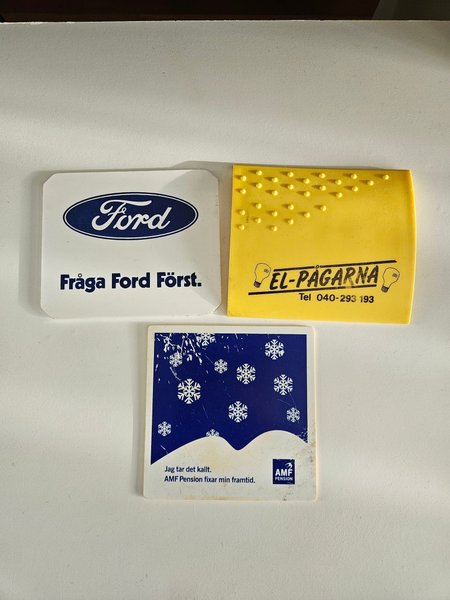 Ford
Fråga Ford Först.
EL-PÅGARNA
Tel 040-293 193
Jag tar det kallt.
AMF Pension fixar min framtid.
AMF
PENSION